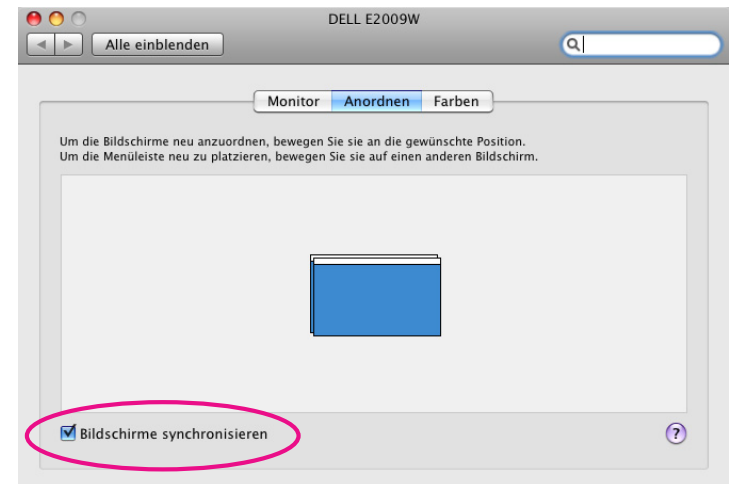 DELL E2009W
Alle einblenden
Monitor Anordnen Farben
Um die Bildschirme neu anzuordnen, bewegen Sie sie an die gewünschte Position.
Um die Menüleiste neu zu platzieren, bewegen Sie sie auf einen anderen Bildschirm.
Bildschirme synchronisieren
?